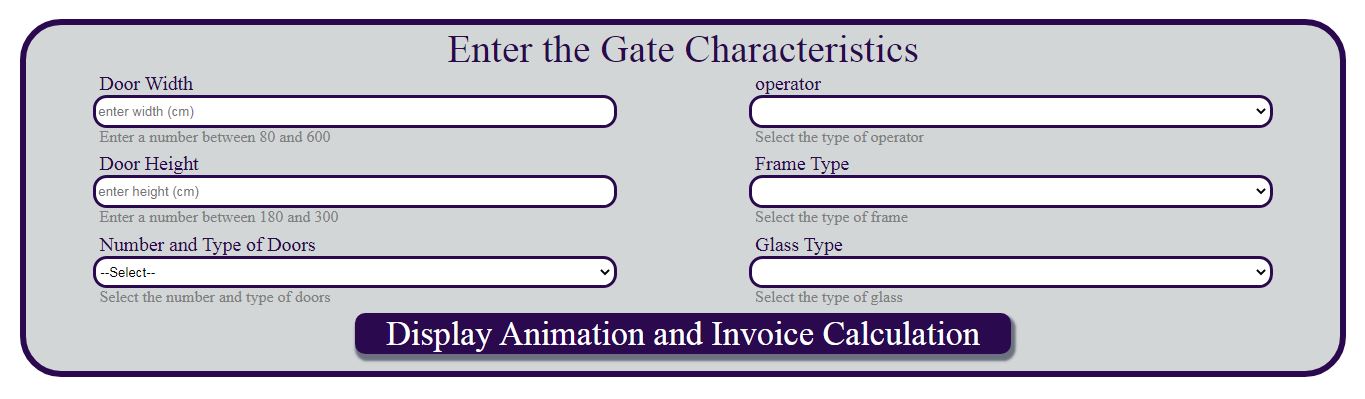 Enter the Gate Characteristics
Door Width
enter width (cm)
Enter a number between 80 and 600
Door Height
enter height (cm)
Enter a number between 180 and 300
Number and Type of Doors
--Select--
Select the number and type of doors
operator
Select the type of operator
Frame Type
Select the type of frame
Glass Type
Select the type of glass
Display Animation and Invoice Calculation